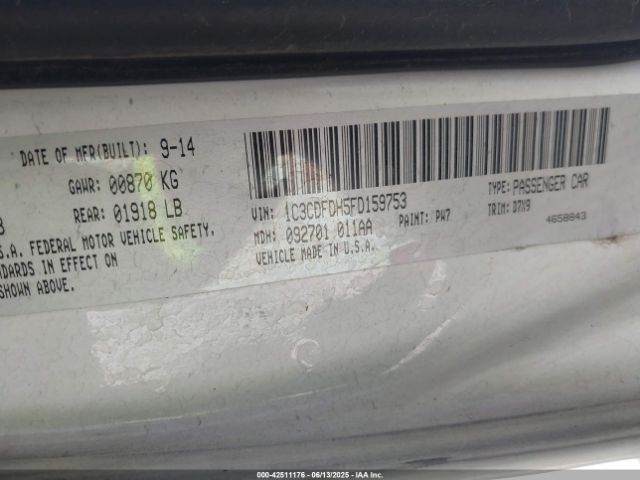 DATE OF MFR(BUILT): 9-14
GAWR: 00870 KG
REAR: 01918 LB
S.A. FEDERAL MOTOR VEHICLE SAFETY,
NDARDS IN EFFECT ON
SHOWN ABOVE.
VIN: 1C3CDFDH5FD159753
TYPE: PASSENGER CAR
MDH: 092701 011AA
PAINT: PW7
TRIM: D7X9
VEHICLE MADE IN U.S.A.
4658843
000-42511176 - 06/13/2025 - IAA Inc.